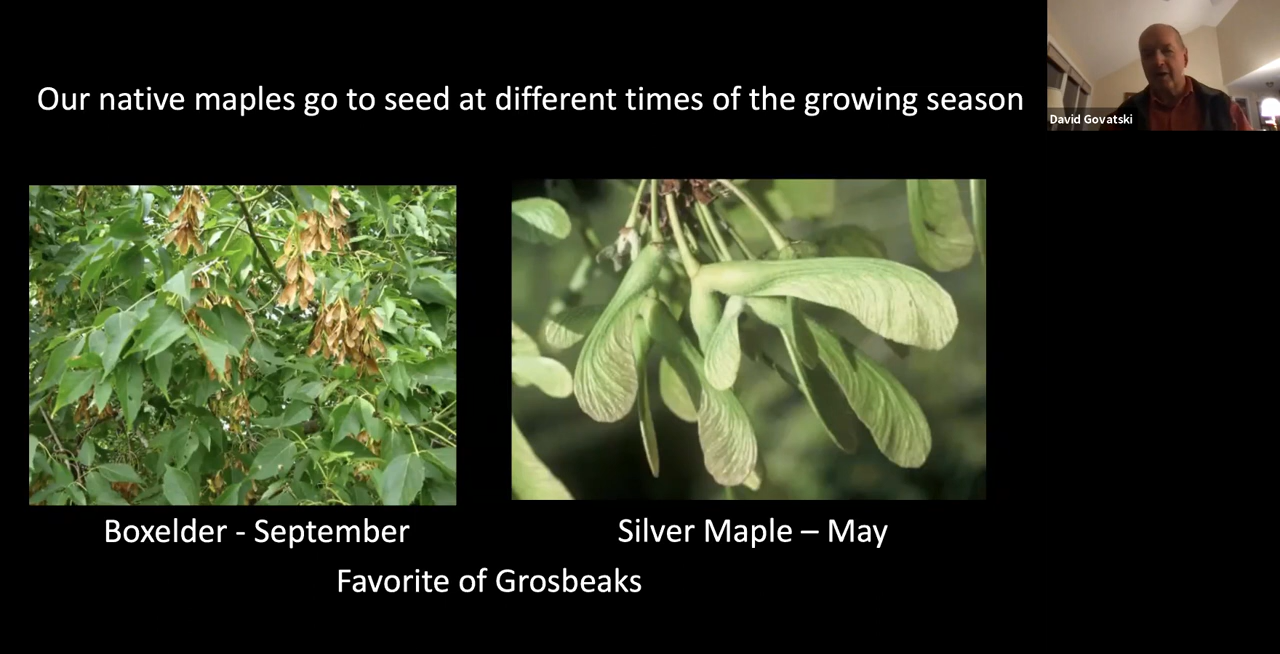 Our native maples go to seed at different times of the growing season
David Govatski
Boxelder - September
Silver Maple – May
Favorite of Grosbeaks